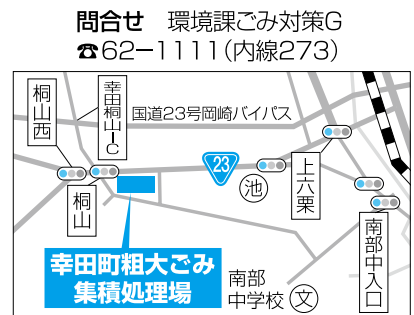 問合せ　環境課ごみ対策G
☎62－1111（内線273）
桐山西
幸田桐山IC
国道23号岡崎バイパス
桐山
23
池
上六栗
南部中入口
幸田町粗大ごみ
集積処理場
南部
中学校
文